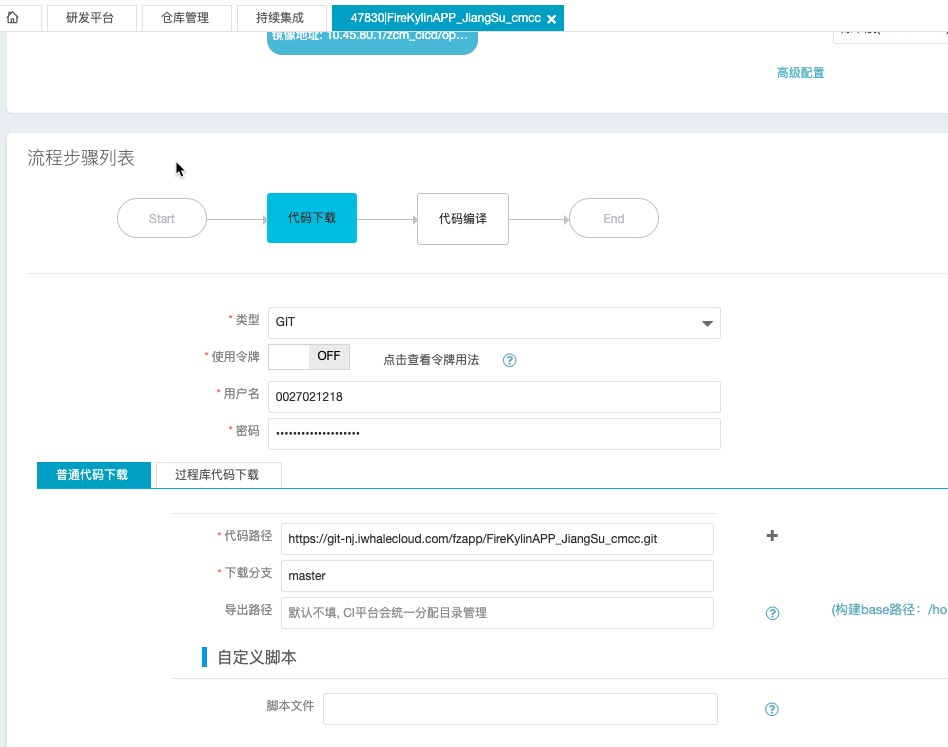 研发平台 仓库管理 持续集成 47830|FireKylinAPP_JiangSu_cmcc ×
镜像地址: 10.45.80.1/zcm_cicd/op...
高级配置
流程步骤列表
Start 代码下载 代码编译 End
* 类型 GIT
* 使用令牌 OFF 点击查看令牌用法 ?
* 用户名 0027021218
* 密码 ••••••••••••••••••••
普通代码下载 过程库代码下载
* 代码路径 https://git-nj.iwhalecloud.com/fzapp/FireKylinAPP_JiangSu_cmcc.git +
* 下载分支 master
导出路径 默认不填, CI平台会统一分配目录管理 ? (构建base路径：/ho
自定义脚本
脚本文件 ?